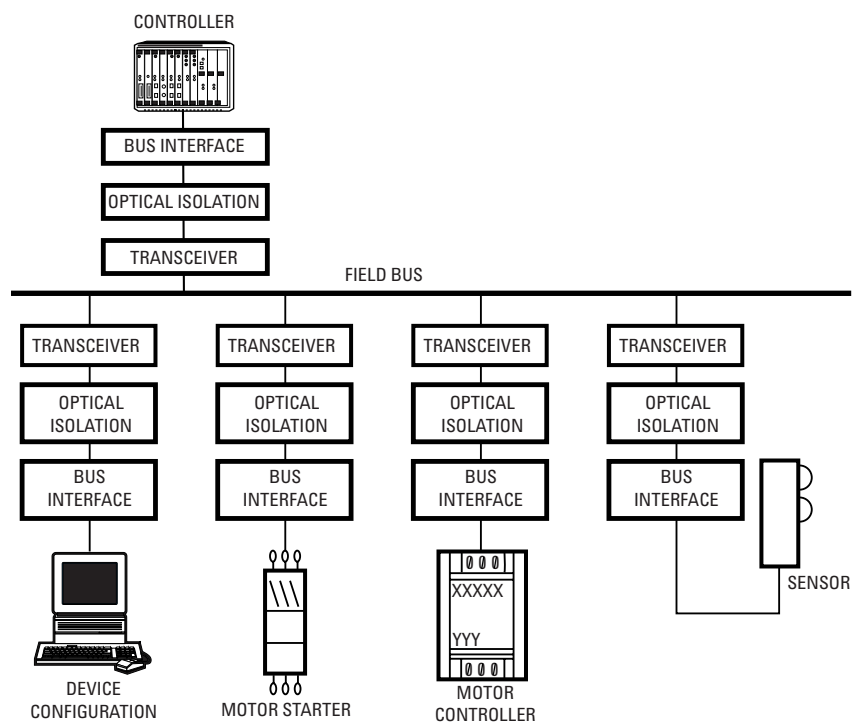 CONTROLLER
BUS INTERFACE
OPTICAL ISOLATION
TRANSCEIVER
FIELD BUS
TRANSCEIVER
TRANSCEIVER
TRANSCEIVER
TRANSCEIVER
OPTICAL
ISOLATION
OPTICAL
ISOLATION
OPTICAL
ISOLATION
OPTICAL
ISOLATION
BUS
INTERFACE
BUS
INTERFACE
BUS
INTERFACE
BUS
INTERFACE
XXXXX
YYY
SENSOR
DEVICE
CONFIGURATION
MOTOR STARTER
MOTOR
CONTROLLER